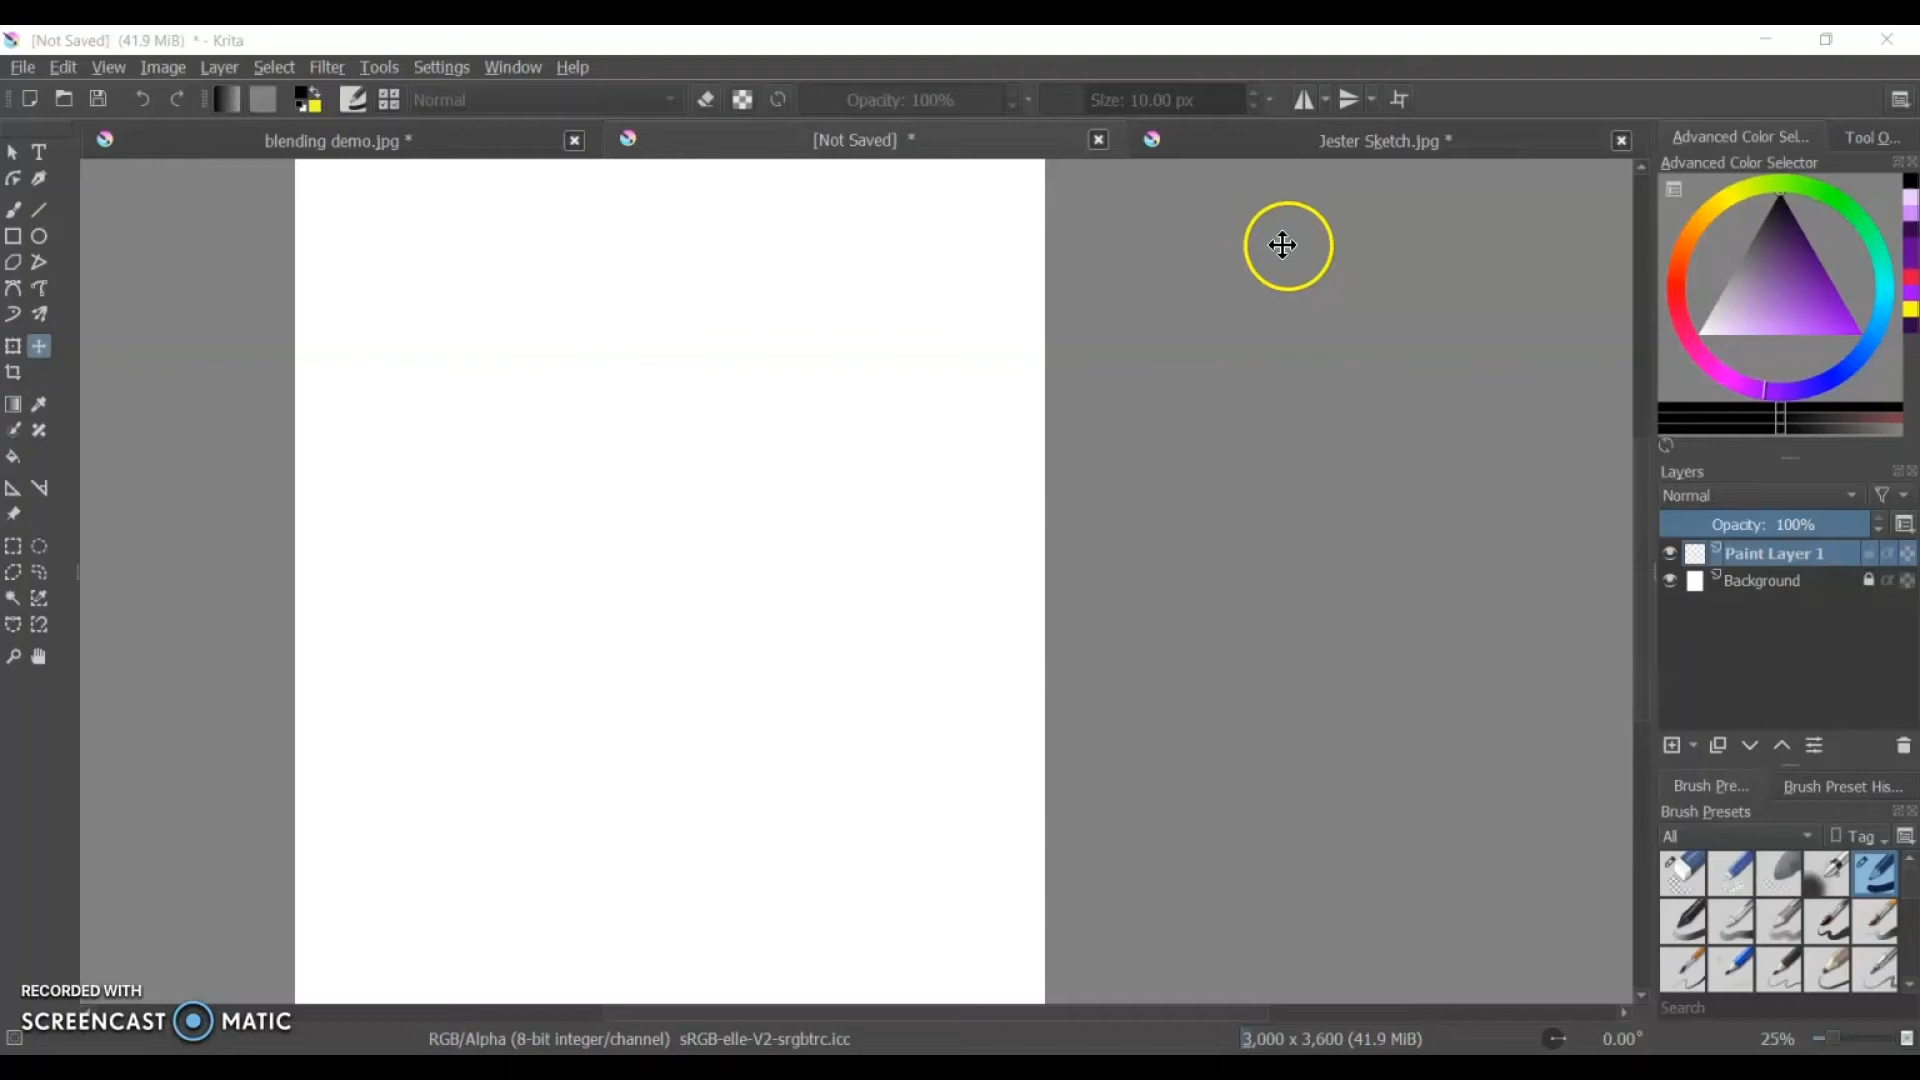 [Not Saved] (41.9 MiB) * - Krita
File Edit View Image Layer Select Filter Tools Settings Window Help
Normal Opacity: 100% Size: 10.00 px
blending demo.jpg * [Not Saved] * Jester Sketch.jpg *
Advanced Color Sel... Tool O...
Advanced Color Selector
Layers
Normal
Opacity: 100%
Paint Layer 1
Background
Brush Pre... Brush Preset His...
Brush Presets
All Tag
Search
RECORDED WITH
SCREENCAST MATIC
RGB/Alpha (8-bit integer/channel) sRGB-elle-V2-srgbtrc.icc 3,000 x 3,600 (41.9 MiB) 0.00° 25%